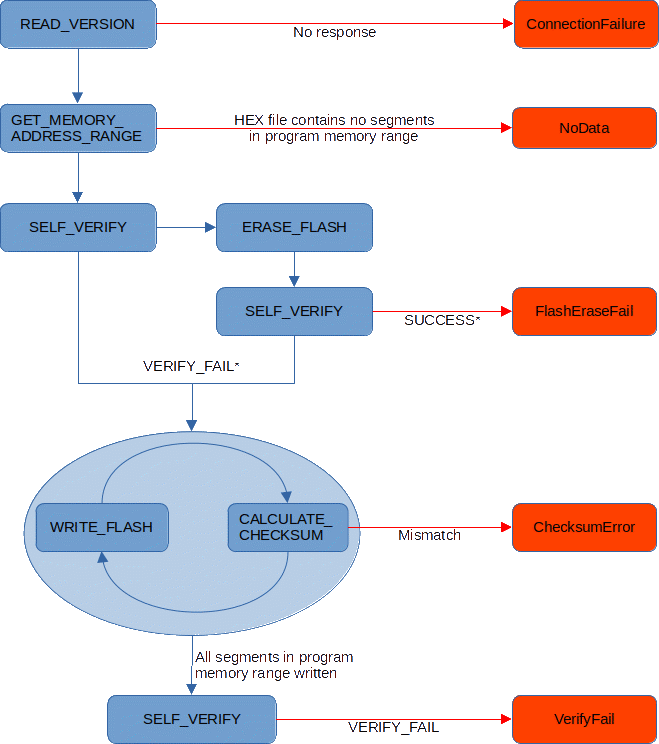 READ_VERSION
No response
ConnectionFailure
GET_MEMORY_
ADDRESS_RANGE
HEX file contains no segments
in program memory range
NoData
SELF_VERIFY
ERASE_FLASH
SELF_VERIFY
SUCCESS*
FlashEraseFail
VERIFY_FAIL*
WRITE_FLASH
CALCULATE_
CHECKSUM
Mismatch
ChecksumError
All segments in program
memory range written
SELF_VERIFY
VERIFY_FAIL
VerifyFail